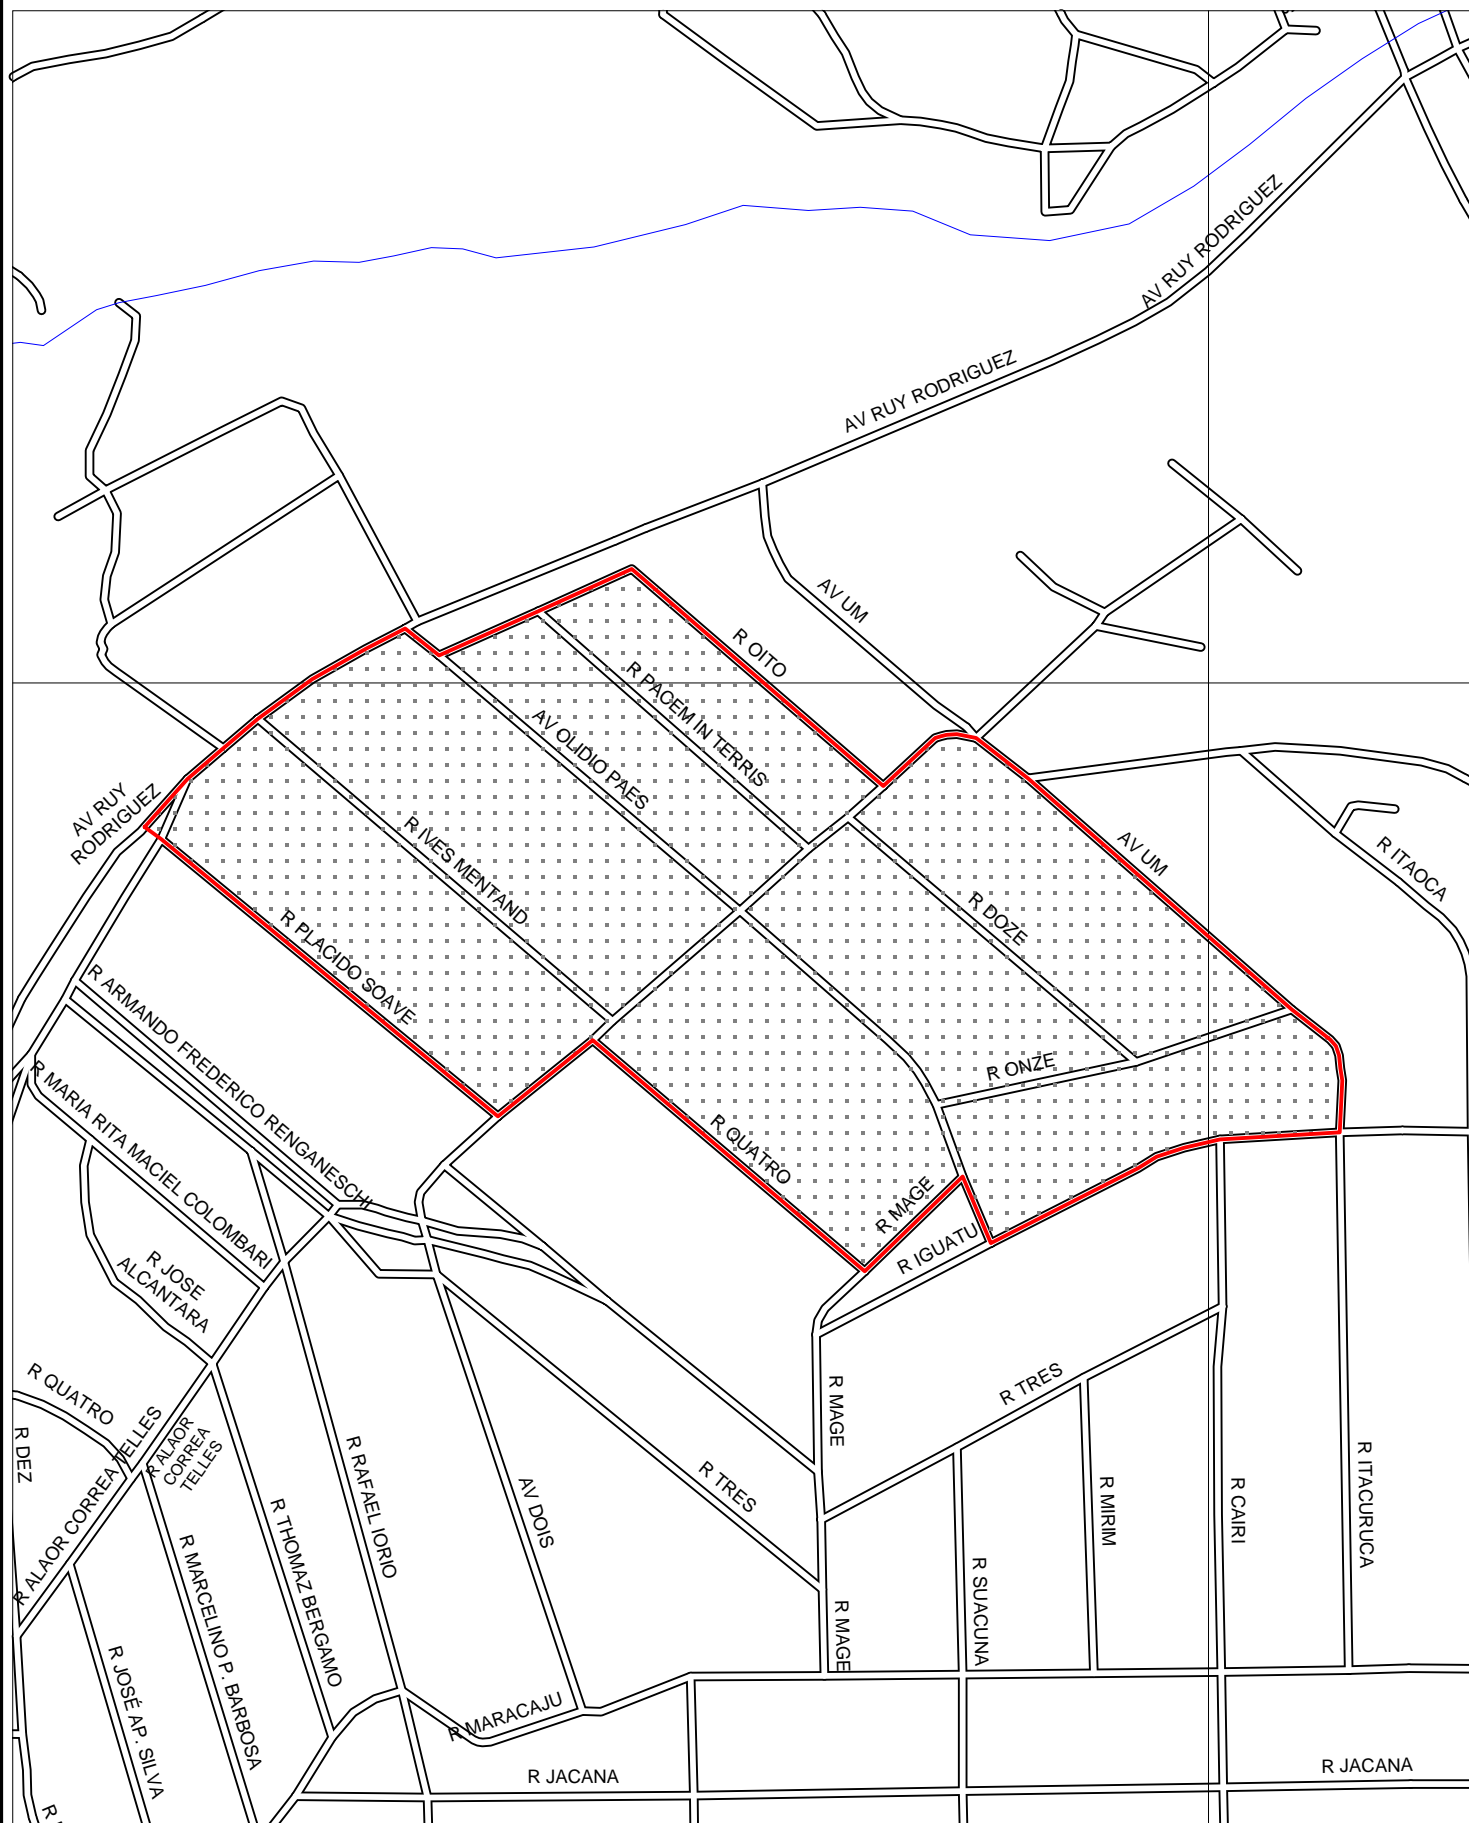 AV RUY RODRIGUEZ
AV RUY RODRIGUEZ
AV UM
R OITO
R PACEM IN TERRIS
AV OLIDIO PAES
AV RUY
RODRIGUEZ
R IVES MENTAND
AV UM
R ITAOCA
R PLACIDO SOAVE
R DOZE
R ARMANDO FREDERICO RENGANESCHI
R ONZE
R MARIA RITA MACIEL COLOMBARI
R QUATRO
R MAGE
R IGUATU
R JOSE
ALCANTARA
R QUATRO
R TRES
R MAGE
R DEZ
R ALAOR CORREA TELLES
R ALAOR
CORREA
TELLES
R RAFAEL IORIO
R TRES
AV DOIS
R MIRIM
R CAIRI
R ITACURUCA
R THOMAZ BERGAMO
R MARCELINO P. BARBOSA
R SUACUNA
R MAGE
R JOSÉ AP. SILVA
R MARACAJU
R JACANA
R JACANA